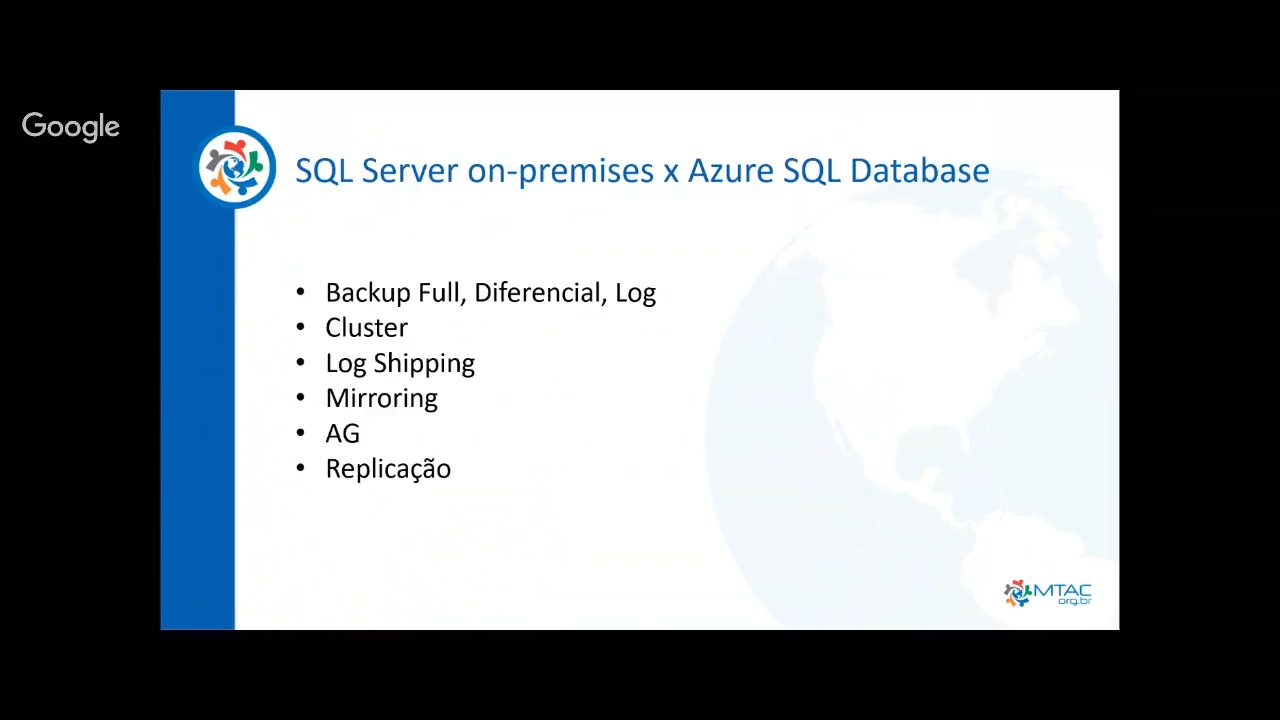 Google
SQL Server on-premises x Azure SQL Database
• Backup Full, Diferencial, Log
• Cluster
• Log Shipping
• Mirroring
• AG
• Replicação
MTAC
org.br